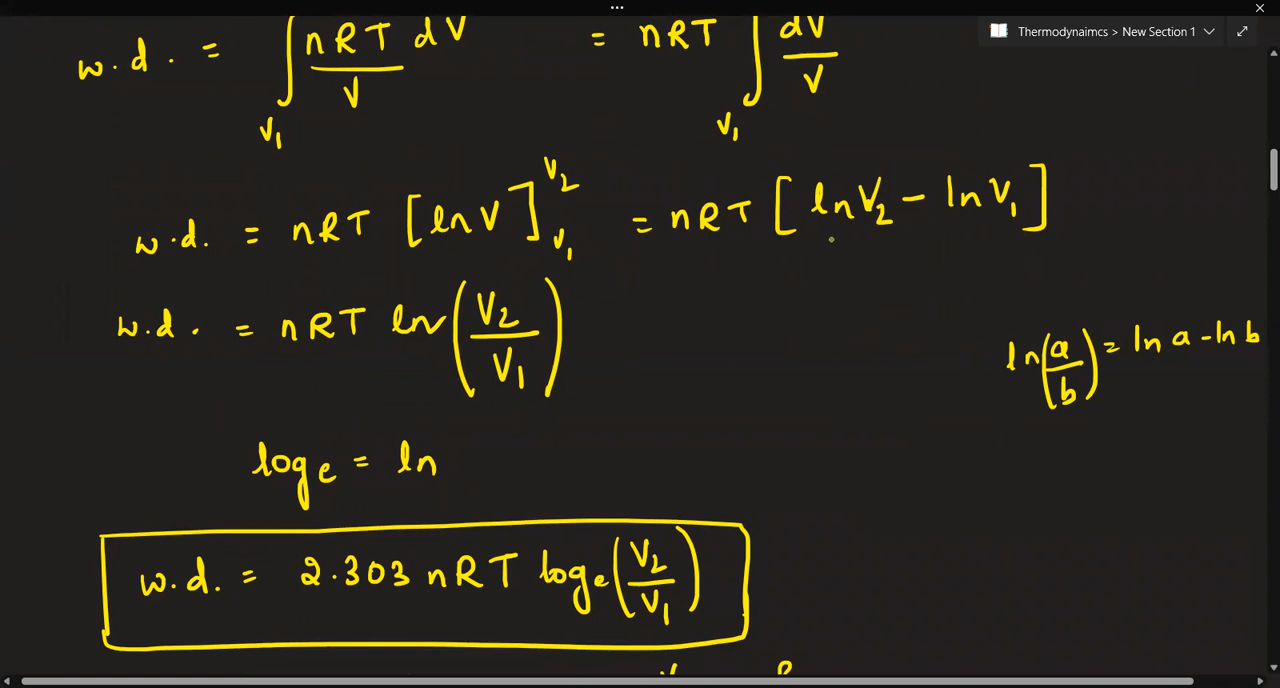 Thermodynaimcs > New Section 1
w.d. = ∫ nRT dV / V = nRT ∫ dV / V
V₁ V₁
w.d. = nRT [ln V]_{V₁}^{V₂} = nRT [ln V₂ - ln V₁]
w.d. = nRT ln (V₂/V₁)
ln(a/b) = ln a - ln b
logₑ = ln
w.d. = 2.303 nRT logₑ (V₂/V₁)